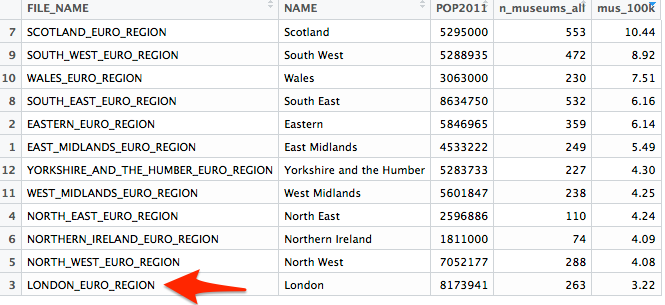 FILE_NAME NAME POP2011 n_museums_all mus_100k
7 SCOTLAND_EURO_REGION Scotland 5295000 553 10.44
9 SOUTH_WEST_EURO_REGION South West 5288935 472 8.92
10 WALES_EURO_REGION Wales 3063000 230 7.51
8 SOUTH_EAST_EURO_REGION South East 8634750 532 6.16
2 EASTERN_EURO_REGION Eastern 5846965 359 6.14
1 EAST_MIDLANDS_EURO_REGION East Midlands 4533222 249 5.49
12 YORKSHIRE_AND_THE_HUMBER_EURO_REGION Yorkshire and the Humber 5283733 227 4.30
11 WEST_MIDLANDS_EURO_REGION West Midlands 5601847 238 4.25
4 NORTH_EAST_EURO_REGION North East 2596886 110 4.24
6 NORTHERN_IRELAND_EURO_REGION Northern Ireland 1811000 74 4.09
5 NORTH_WEST_EURO_REGION North West 7052177 288 4.08
3 LONDON_EURO_REGION London 8173941 263 3.22